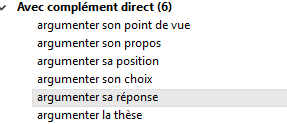 Avec complément direct (6)
argumenter son point de vue
argumenter son propos
argumenter sa position
argumenter son choix
argumenter sa réponse
argumenter la thèse